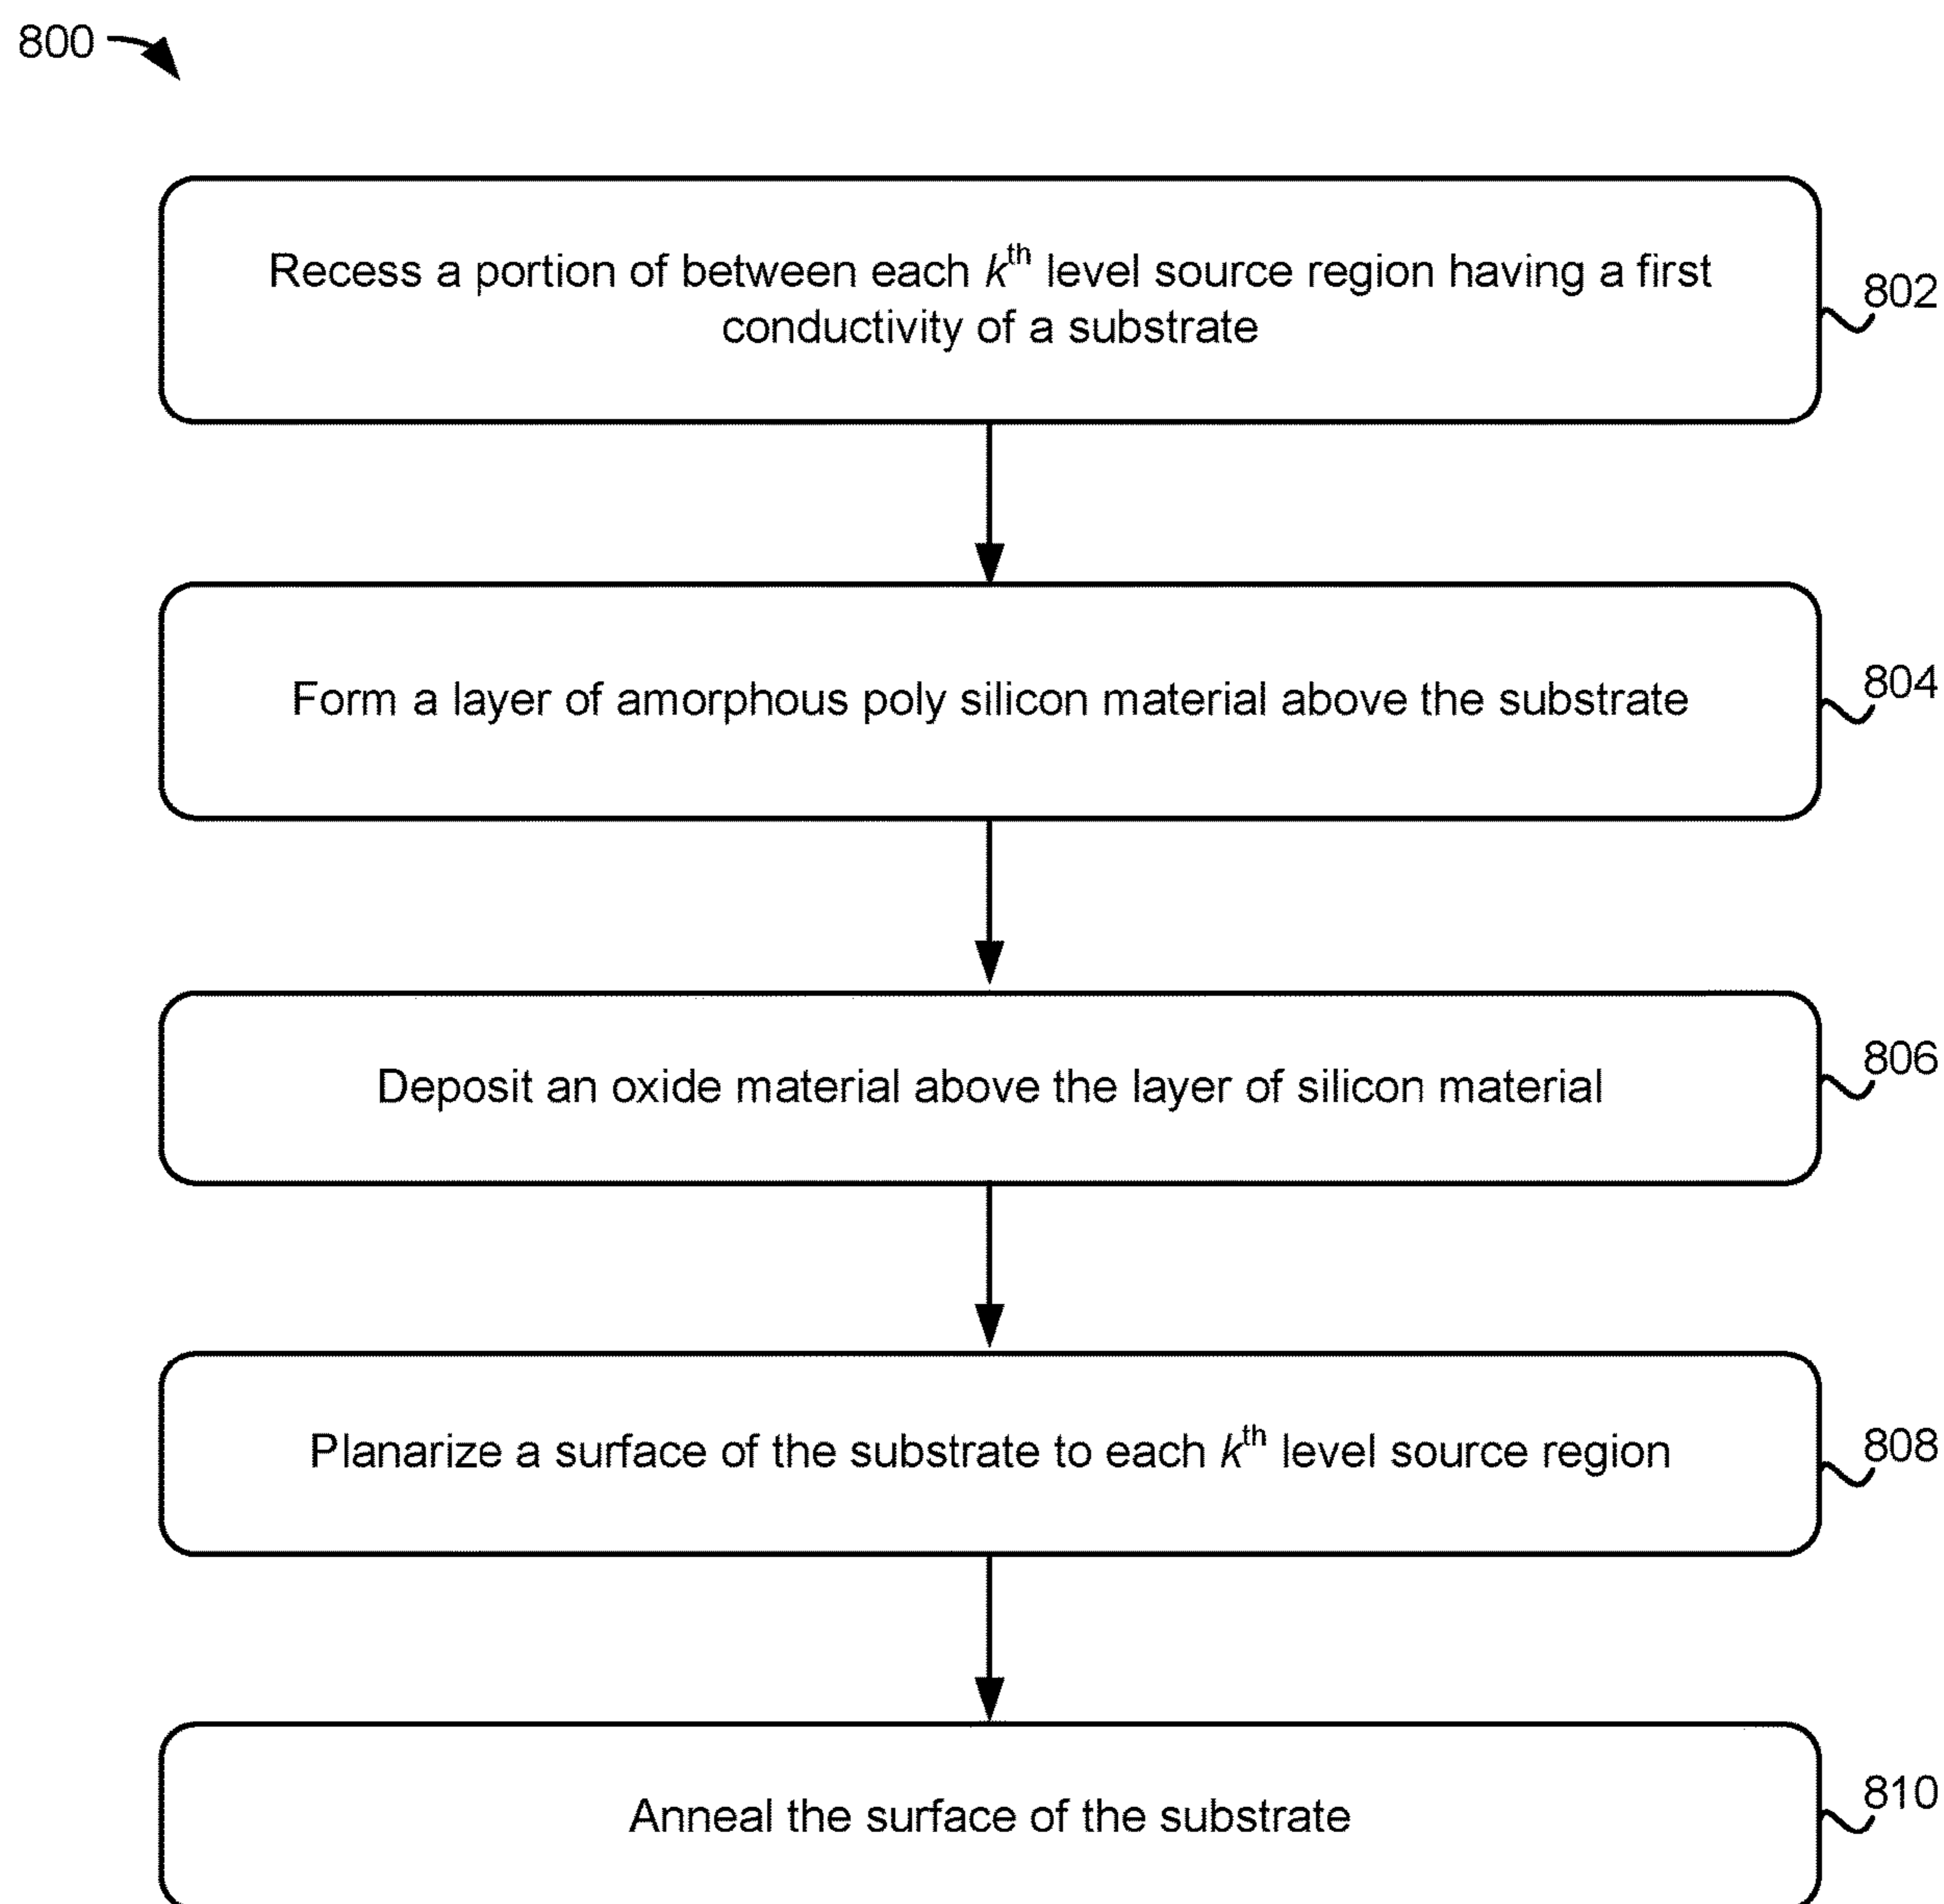 800
Recess a portion of between each kth level source region having a first
conductivity of a substrate
802
Form a layer of amorphous poly silicon material above the substrate
804
Deposit an oxide material above the layer of silicon material
806
Planarize a surface of the substrate to each kth level source region
808
Anneal the surface of the substrate
810